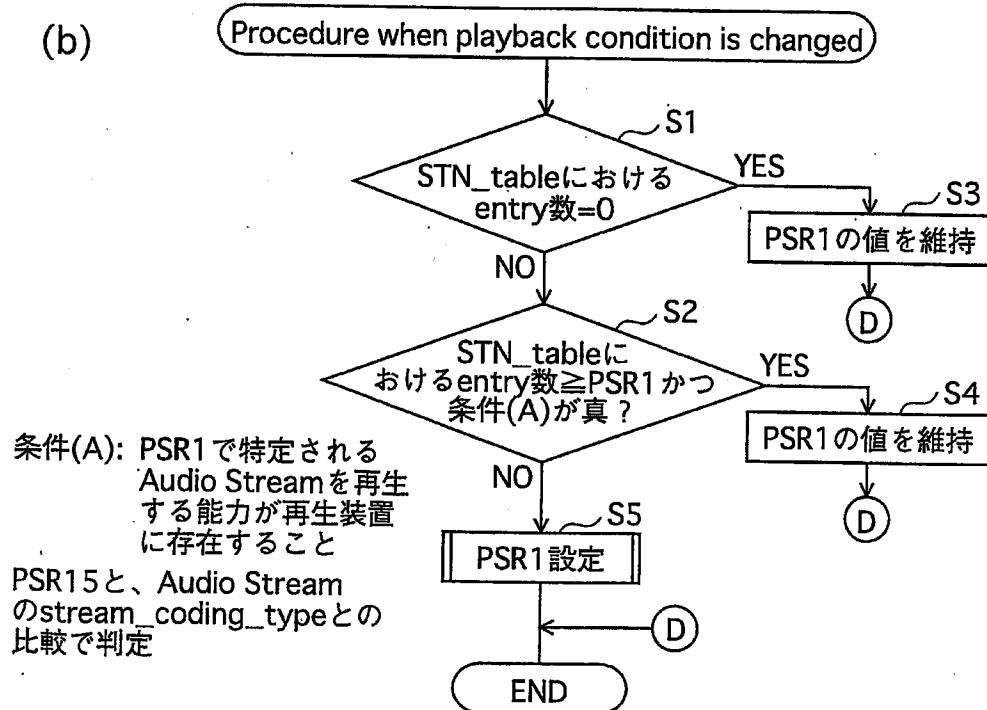 (b)
Procedure when playback condition is changed
S1
STN_tableにおける
entry数=0
YES
S3
PSR1の値を維持
D
NO
S2
STN_tableに
おけるentry数≧PSR1かつ
条件(A)が真?
YES
S4
PSR1の値を維持
D
条件(A): PSR1で特定される
Audio Streamを再生
する能力が再生装置
に存在すること
PSR15と、Audio Stream
のstream_coding_typeとの
比較で判定
NO
S5
PSR1設定
D
END